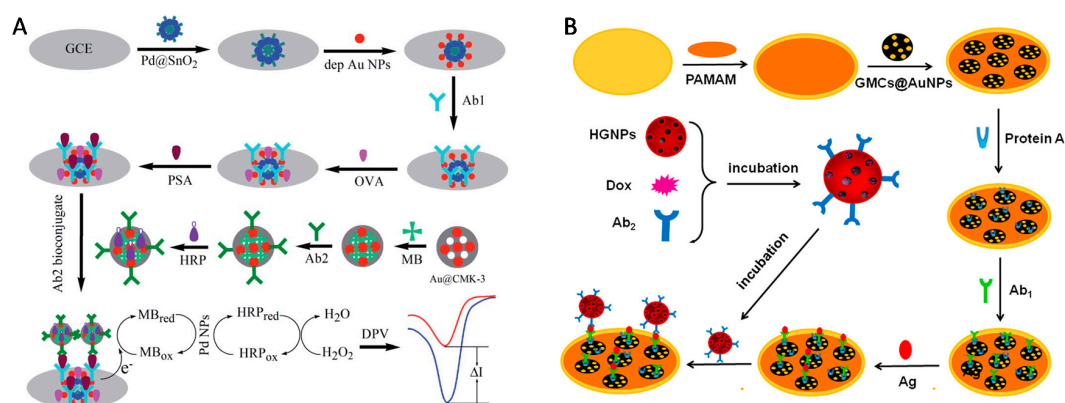 A
GCE
Pd@SnO2
dep Au NPs
Ab1
OVA
PSA
Ab2 bioconjugate
HRP
Ab2
MB
Au@CMK-3
MBred
MBox
e-
Pd NPs
HRPred
HRPox
H2O
H2O2
DPV
ΔI
B
PAMAM
GMCs@AuNPs
Protein A
Ab1
Ag
HGNPs
Dox
Ab2
incubation
incubation